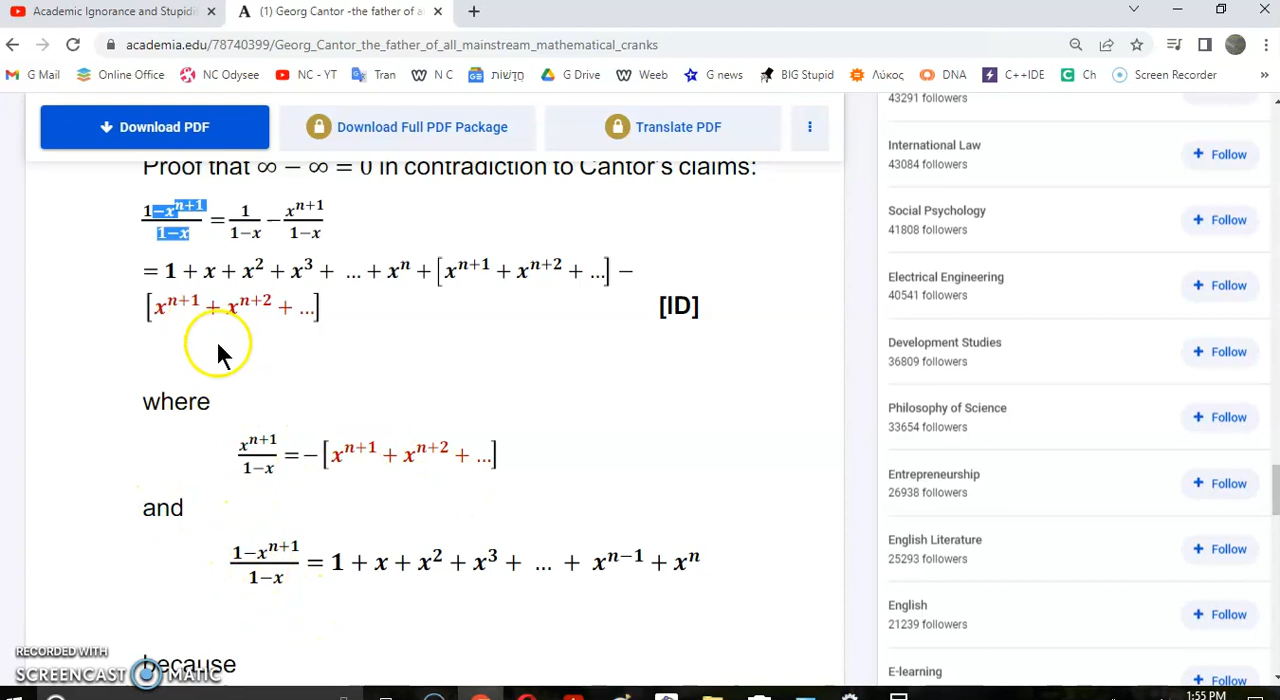 Academic Ignorance and Stupidi
(1) Georg Cantor -the father of a
academia.edu/78740399/Georg_Cantor_the_father_of_all_mainstream_mathematical_cranks
G Mail
Online Office
NC Odysee
NC - YT
Tran
N C
חֲדָשׁוֹת
G Drive
Weeb
G news
BIG Stupid
Λύκος
DNA
C++IDE
Ch
Screen Recorder
»
Download PDF
Download Full PDF Package
Translate PDF
Proof that ∞ − ∞ = 0 in contradiction to Cantor's claims:
(1−x^{n+1})/(1−x) = 1/(1−x) − x^{n+1}/(1−x)
= 1 + x + x² + x³ + … + xⁿ + [x^{n+1} + x^{n+2} + …] −
[x^{n+1} + x^{n+2} + …] [ID]
where
x^{n+1}/(1−x) = −[x^{n+1} + x^{n+2} + …]
and
(1−x^{n+1})/(1−x) = 1 + x + x² + x³ + … + x^{n−1} + xⁿ
because
43291 followers
International Law
43084 followers
+ Follow
Social Psychology
41808 followers
+ Follow
Electrical Engineering
40541 followers
+ Follow
Development Studies
36809 followers
+ Follow
Philosophy of Science
33654 followers
+ Follow
Entrepreneurship
26938 followers
+ Follow
English Literature
25293 followers
+ Follow
English
21239 followers
+ Follow
E-learning
+ Follow
RECORDED WITH
SCREENCAST MATIC
1:55 PM